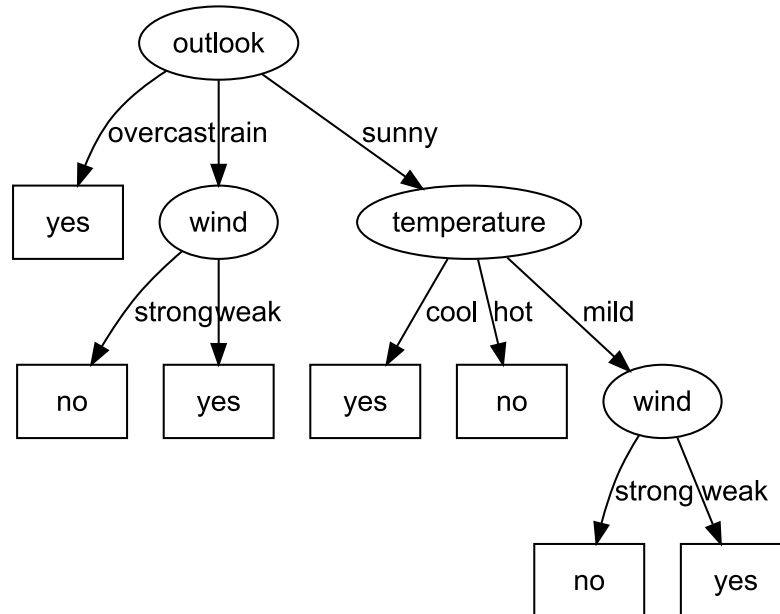 outlook
overcast rain sunny
yes wind temperature
strong weak cool hot mild
no yes yes no wind
strong weak
no yes